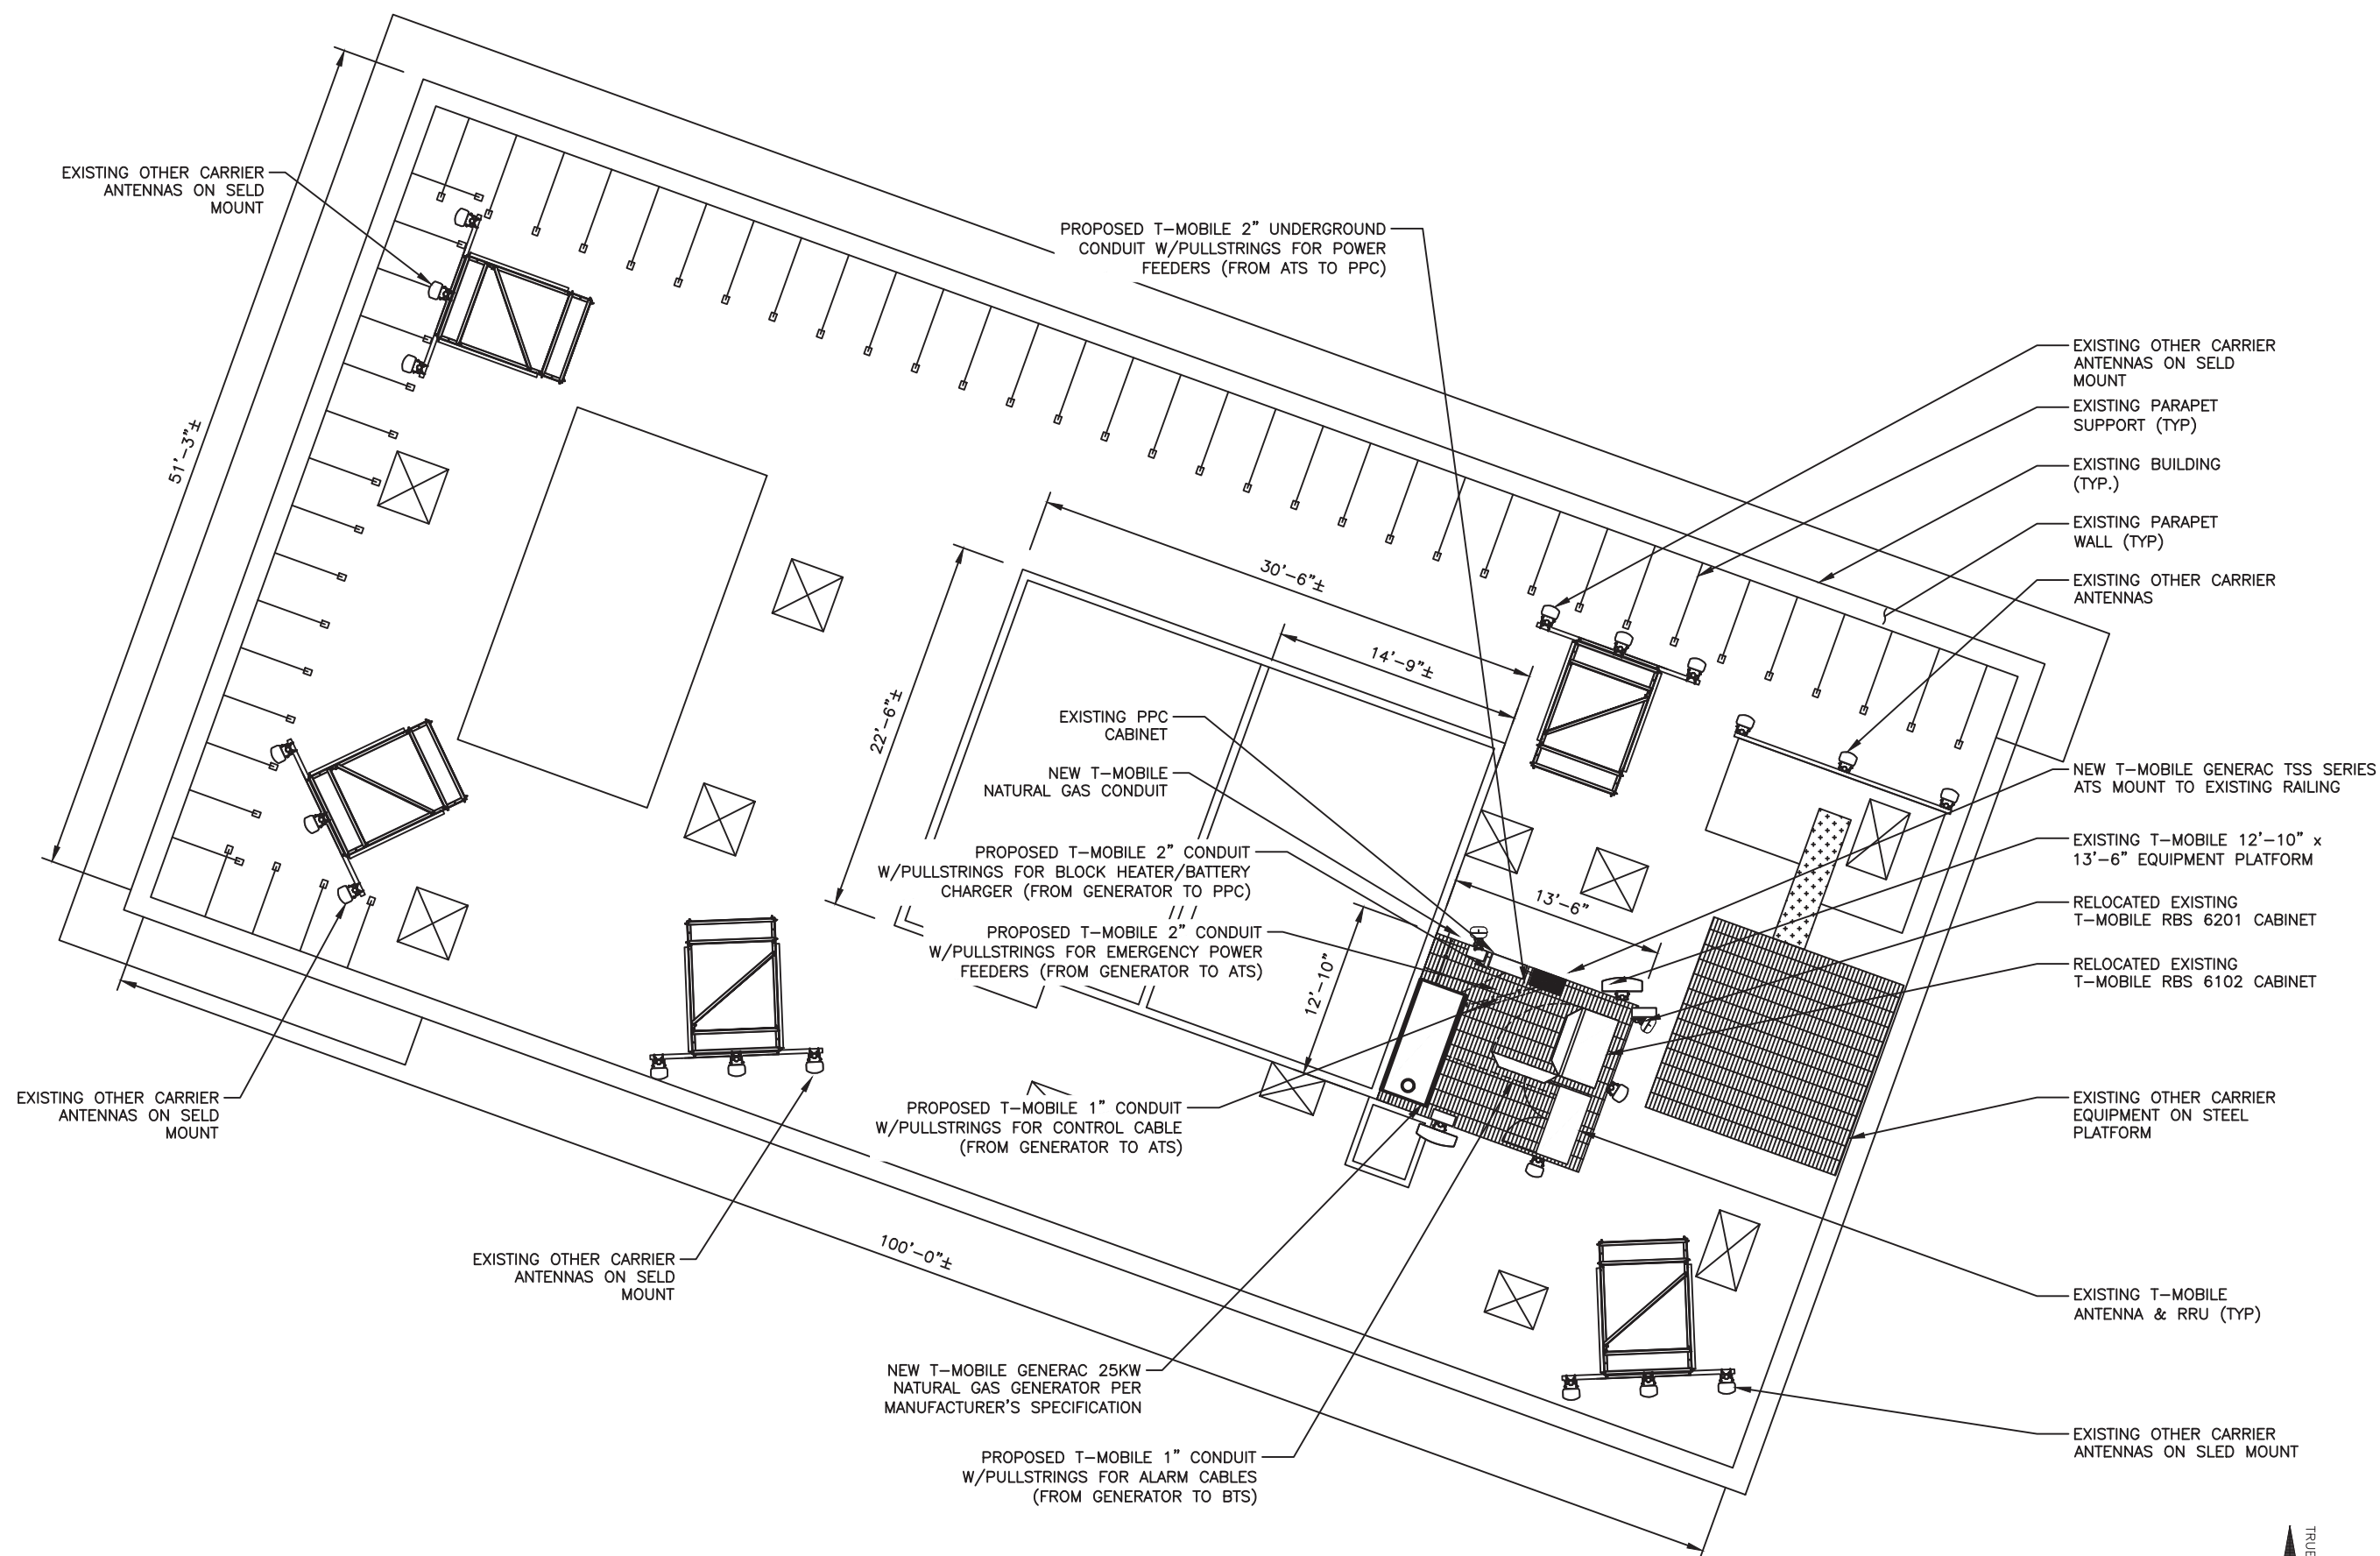 EXISTING OTHER CARRIER
ANTENNAS ON SELD
MOUNT
PROPOSED T-MOBILE 2" UNDERGROUND
CONDUIT W/PULLSTRINGS FOR POWER
FEEDERS (FROM ATS TO PPC)
51'-3"±
30'-6"±
14'-9"±
22'-6"±
13'-6"
12'-10"
100'-0"±
EXISTING PPC
CABINET
NEW T-MOBILE
NATURAL GAS CONDUIT
PROPOSED T-MOBILE 2" CONDUIT
W/PULLSTRINGS FOR BLOCK HEATER/BATTERY
CHARGER (FROM GENERATOR TO PPC)
PROPOSED T-MOBILE 2" CONDUIT
W/PULLSTRINGS FOR EMERGENCY POWER
FEEDERS (FROM GENERATOR TO ATS)
PROPOSED T-MOBILE 1" CONDUIT
W/PULLSTRINGS FOR CONTROL CABLE
(FROM GENERATOR TO ATS)
EXISTING OTHER CARRIER
ANTENNAS ON SELD
MOUNT
EXISTING OTHER CARRIER
ANTENNAS ON SELD
MOUNT
NEW T-MOBILE GENERAC 25KW
NATURAL GAS GENERATOR PER
MANUFACTURER'S SPECIFICATION
PROPOSED T-MOBILE 1" CONDUIT
W/PULLSTRINGS FOR ALARM CABLES
(FROM GENERATOR TO BTS)
EXISTING OTHER CARRIER
ANTENNAS ON SELD
MOUNT
EXISTING PARAPET
SUPPORT (TYP)
EXISTING BUILDING
(TYP.)
EXISTING PARAPET
WALL (TYP)
EXISTING OTHER CARRIER
ANTENNAS
NEW T-MOBILE GENERAC TSS SERIES
ATS MOUNT TO EXISTING RAILING
EXISTING T-MOBILE 12'-10" x
13'-6" EQUIPMENT PLATFORM
RELOCATED EXISTING
T-MOBILE RBS 6201 CABINET
RELOCATED EXISTING
T-MOBILE RBS 6102 CABINET
EXISTING OTHER CARRIER
EQUIPMENT ON STEEL
PLATFORM
EXISTING T-MOBILE
ANTENNA & RRU (TYP)
EXISTING OTHER CARRIER
ANTENNAS ON SLED MOUNT
TRUE